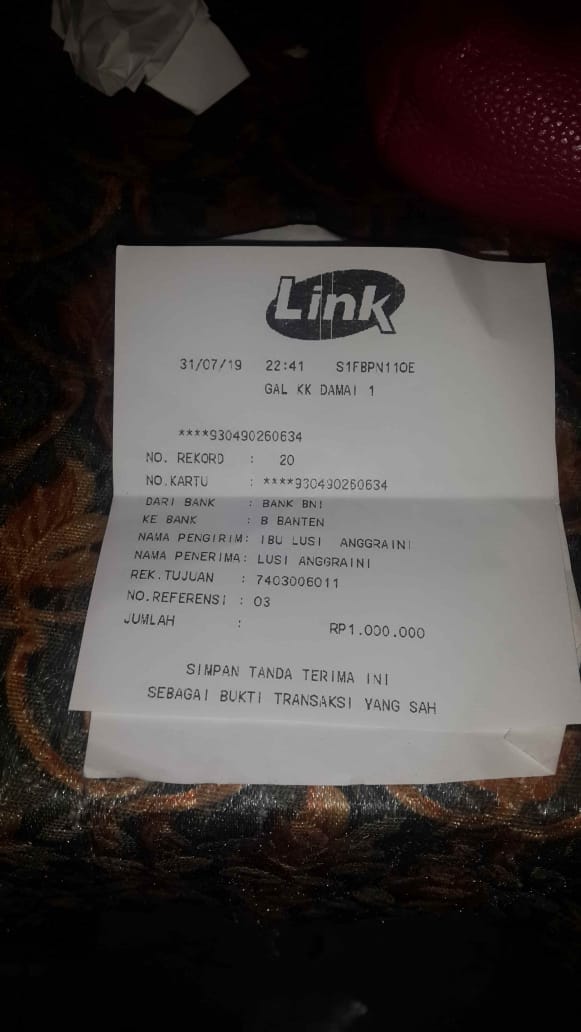 Link
31/07/19 22:41 S1FBPN110E
GAL KK DAMAI 1
****930490260634
NO. REKORD : 20
NO.KARTU : ****930490260634
DARI BANK : BANK BNI
KE BANK : B BANTEN
NAMA PENGIRIM: IBU LUSI ANGGRAINI
NAMA PENERIMA: LUSI ANGGRAINI
REK.TUJUAN : 7403006011
NO.REFERENSI : 03
JUMLAH : RP1.000.000
SIMPAN TANDA TERIMA INI
SEBAGAI BUKTI TRANSAKSI YANG SAH